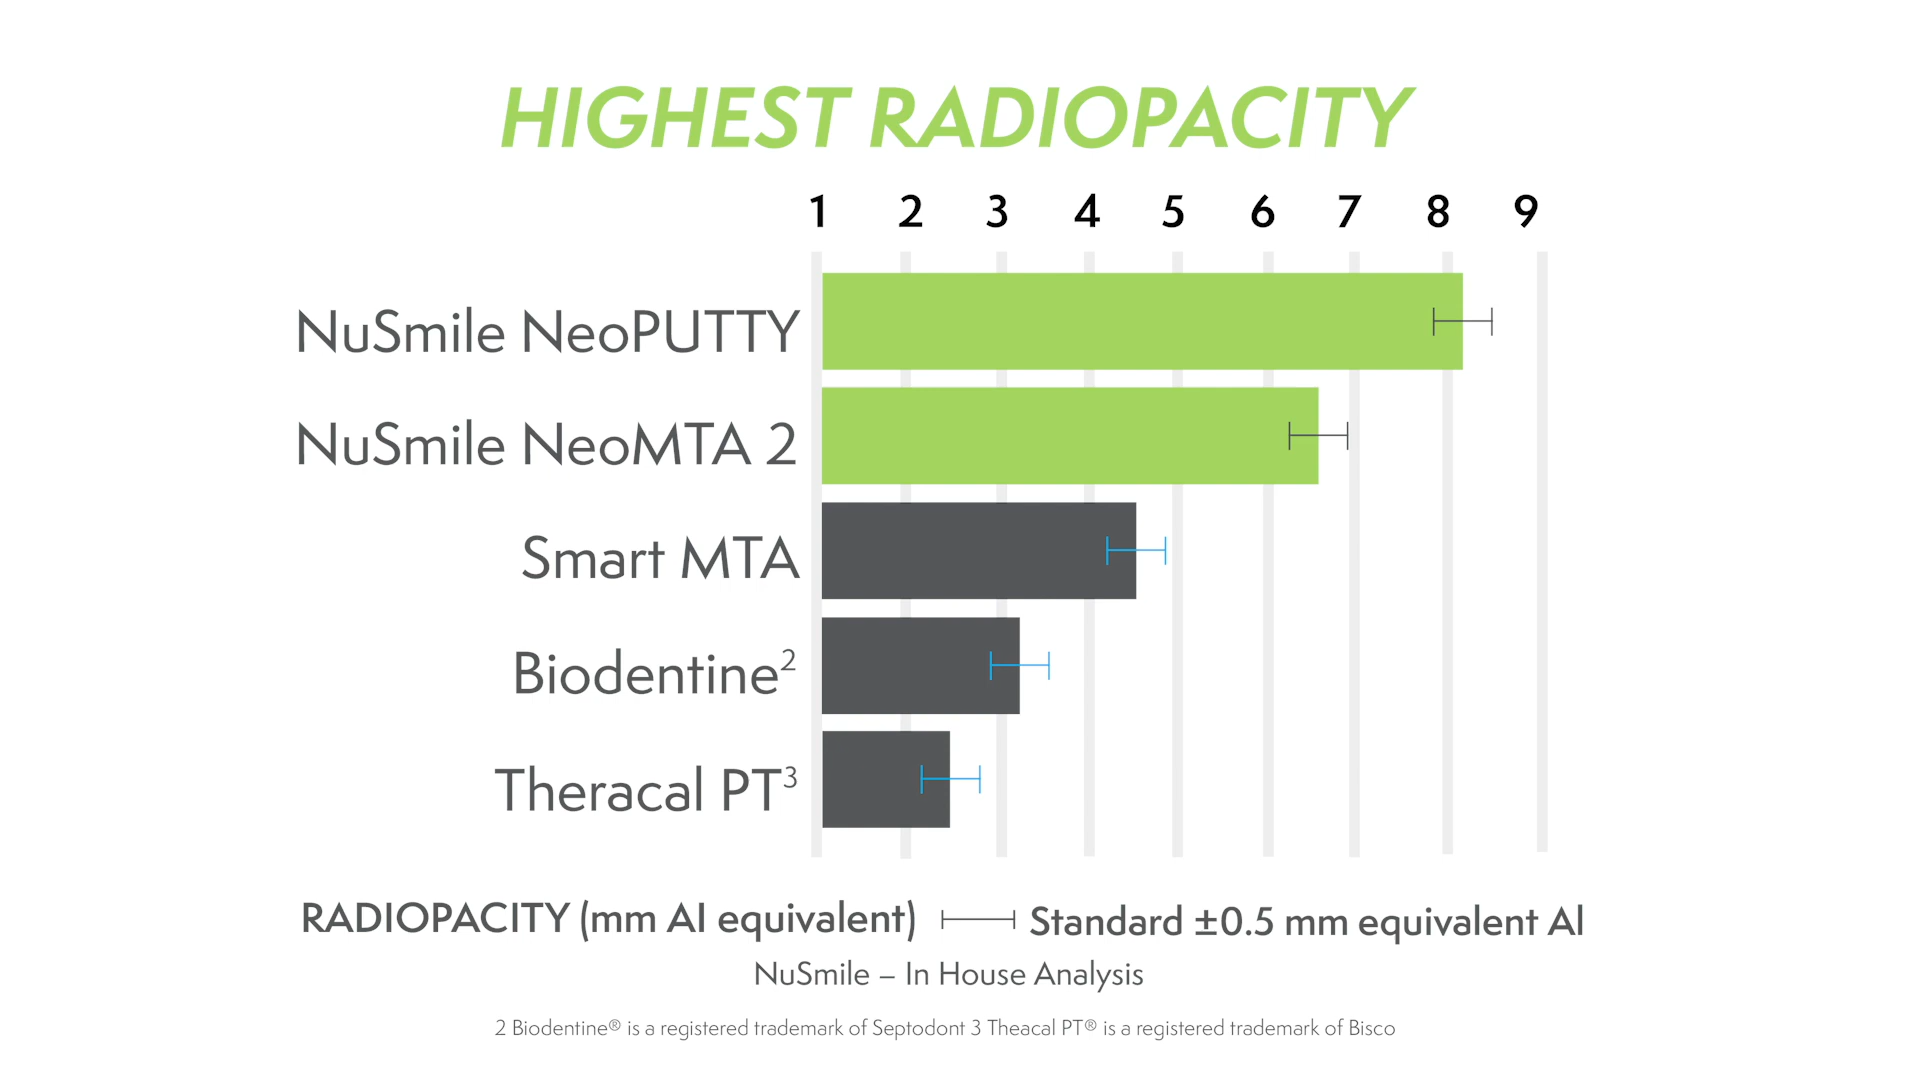 HIGHEST RADIOPACITY
1 2 3 4 5 6 7 8 9
NuSmile NeoPUTTY
NuSmile NeoMTA 2
Smart MTA
Biodentine²
Theracal PT³
RADIOPACITY (mm Al equivalent) Standard ±0.5 mm equivalent Al
NuSmile – In House Analysis
2 Biodentine® is a registered trademark of Septodont 3 Theacal PT® is a registered trademark of Bisco